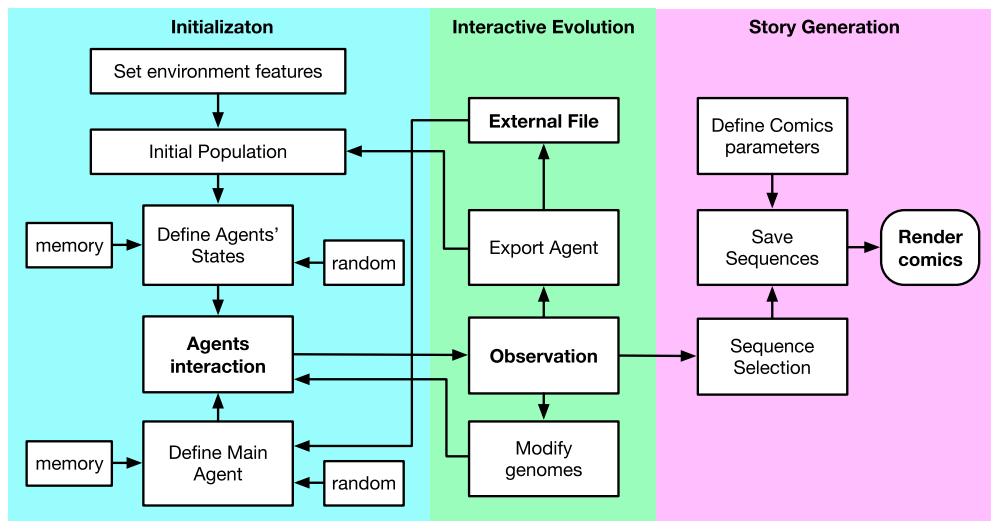 Initializaton
Set environment features
Initial Population
memory
Define Agents'
States
random
Agents
interaction
memory
Define Main
Agent
random
Interactive Evolution
External File
Export Agent
Observation
Modify
genomes
Story Generation
Define Comics
parameters
Save
Sequences
Render
comics
Sequence
Selection